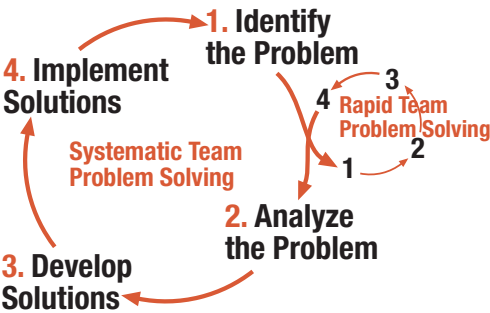 1. Identify
the Problem
4. Implement
Solutions
3
4
Rapid Team
Problem Solving
2
1
Systematic Team
Problem Solving
2. Analyze
the Problem
3. Develop
Solutions